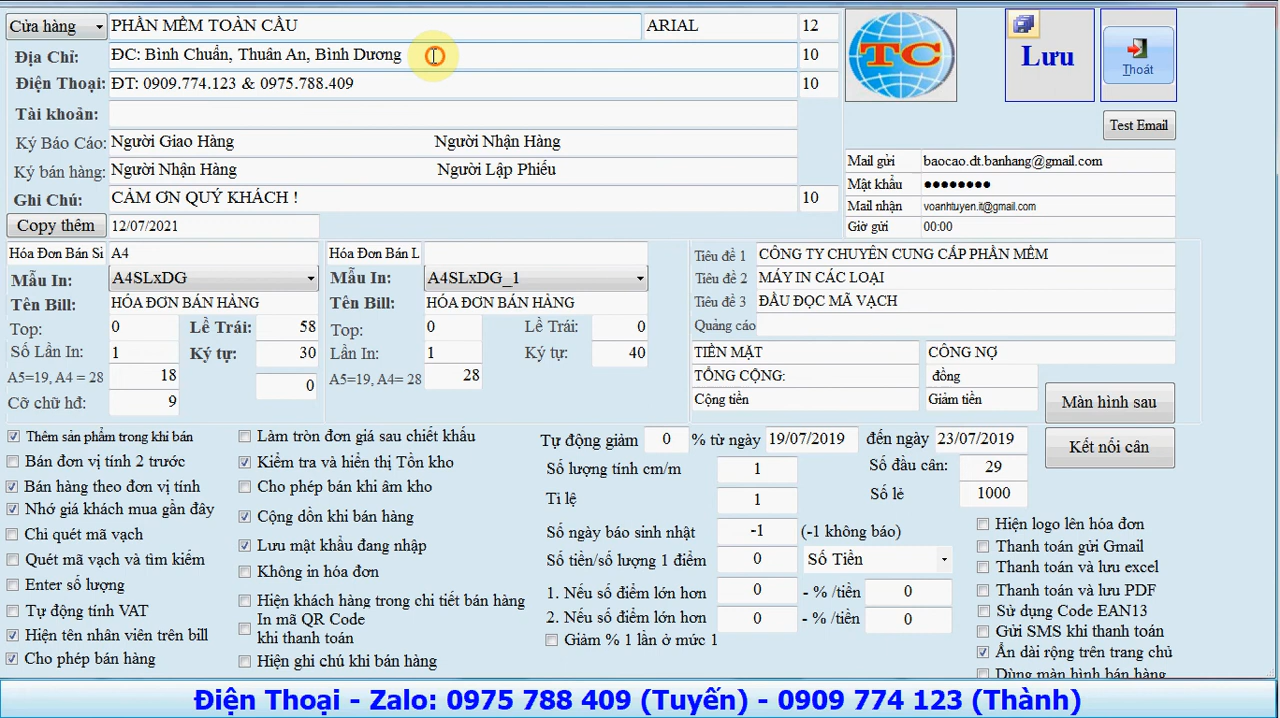 Cửa hàng PHẦN MỀM TOÀN CẦU ARIAL 12
Địa Chỉ: ĐC: Bình Chuẩn, Thuân An, Bình Dương 10
Điện Thoại: ĐT: 0909.774.123 & 0975.788.409 10
Tài khoản:
Ký Báo Cáo: Người Giao Hàng Người Nhận Hàng
Ký bán hàng: Người Nhận Hàng Người Lập Phiếu
Ghi Chú: CẢM ƠN QUÝ KHÁCH ! 10
Copy thêm 12/07/2021
TC
Lưu
Thoát
Test Email
Mail gửi baocao.dt.banhang@gmail.com
Mật khẩu ●●●●●●●●
Mail nhận voanhtuyen.it@gmail.com
Giờ gửi 00:00
Hóa Đơn Bán Sỉ A4
Mẫu In: A4SLxDG
Tên Bill: HÓA ĐƠN BÁN HÀNG
Top: 0 Lề Trái: 58
Số Lần In: 1 Ký tự: 30
A5=19, A4 = 28 18 0
Cỡ chữ hđ: 9
Hóa Đơn Bán L
Mẫu In: A4SLxDG_1
Tên Bill: HÓA ĐƠN BÁN HÀNG
Top: 0 Lề Trái: 0
Lần In: 1 Ký tự: 40
A5=19, A4= 28 28
Tiêu đề 1 CÔNG TY CHUYÊN CUNG CẤP PHẦN MỀM
Tiêu đề 2 MÁY IN CÁC LOẠI
Tiêu đề 3 ĐẦU ĐỌC MÃ VẠCH
Quảng cáo
TIỀN MẶT CÔNG NỢ
TỔNG CỘNG: đồng
Cộng tiền Giảm tiền
Màn hình sau
Kết nối cân
Thêm sản phẩm trong khi bán
Bán đơn vị tính 2 trước
Bán hàng theo đơn vị tính
Nhớ giá khách mua gần đây
Chỉ quét mã vạch
Quét mã vạch và tìm kiếm
Enter số lượng
Tự động tính VAT
Hiện tên nhân viên trên bill
Cho phép bán hàng
Làm tròn đơn giá sau chiết khấu
Kiểm tra và hiển thị Tồn kho
Cho phép bán khi âm kho
Cộng dồn khi bán hàng
Lưu mật khẩu đang nhập
Không in hóa đơn
Hiện khách hàng trong chi tiết bán hàng
In mã QR Code
khi thanh toán
Hiện ghi chú khi bán hàng
Tự động giảm 0 % từ ngày 19/07/2019 đến ngày 23/07/2019
Số lượng tính cm/m 1 Số đầu cân: 29
Tỉ lệ 1 Số lẻ 1000
Số ngày báo sinh nhật -1 (-1 không báo)
Số tiền/số lượng 1 điểm 0 Số Tiền
1. Nếu số điểm lớn hơn 0 - % /tiền 0
2. Nếu số điểm lớn hơn 0 - % /tiền 0
Giảm % 1 lần ở mức 1
Hiện logo lên hóa đơn
Thanh toán gửi Gmail
Thanh toán và lưu excel
Thanh toán và lưu PDF
Sử dụng Code EAN13
Gửi SMS khi thanh toán
Ẩn dài rộng trên trang chủ
Dùng màn hình bán hàng
Điện Thoại - Zalo: 0975 788 409 (Tuyến) - 0909 774 123 (Thành)